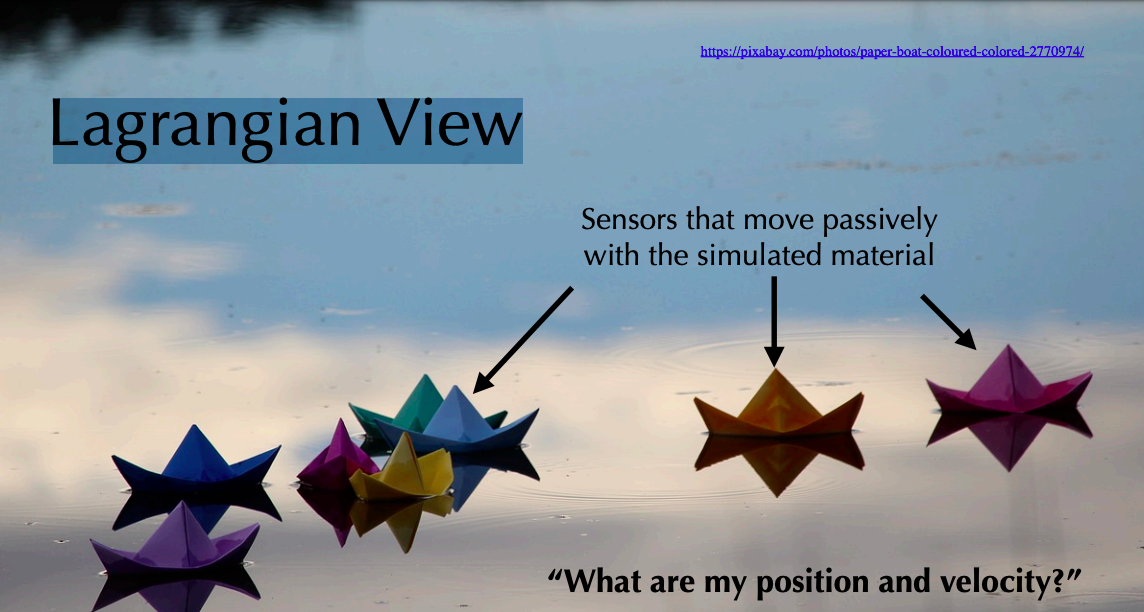 https://pixabay.com/photos/paper-boat-coloured-colored-2770974/
Lagrangian View
Sensors that move passively
with the simulated material
“What are my position and velocity?”